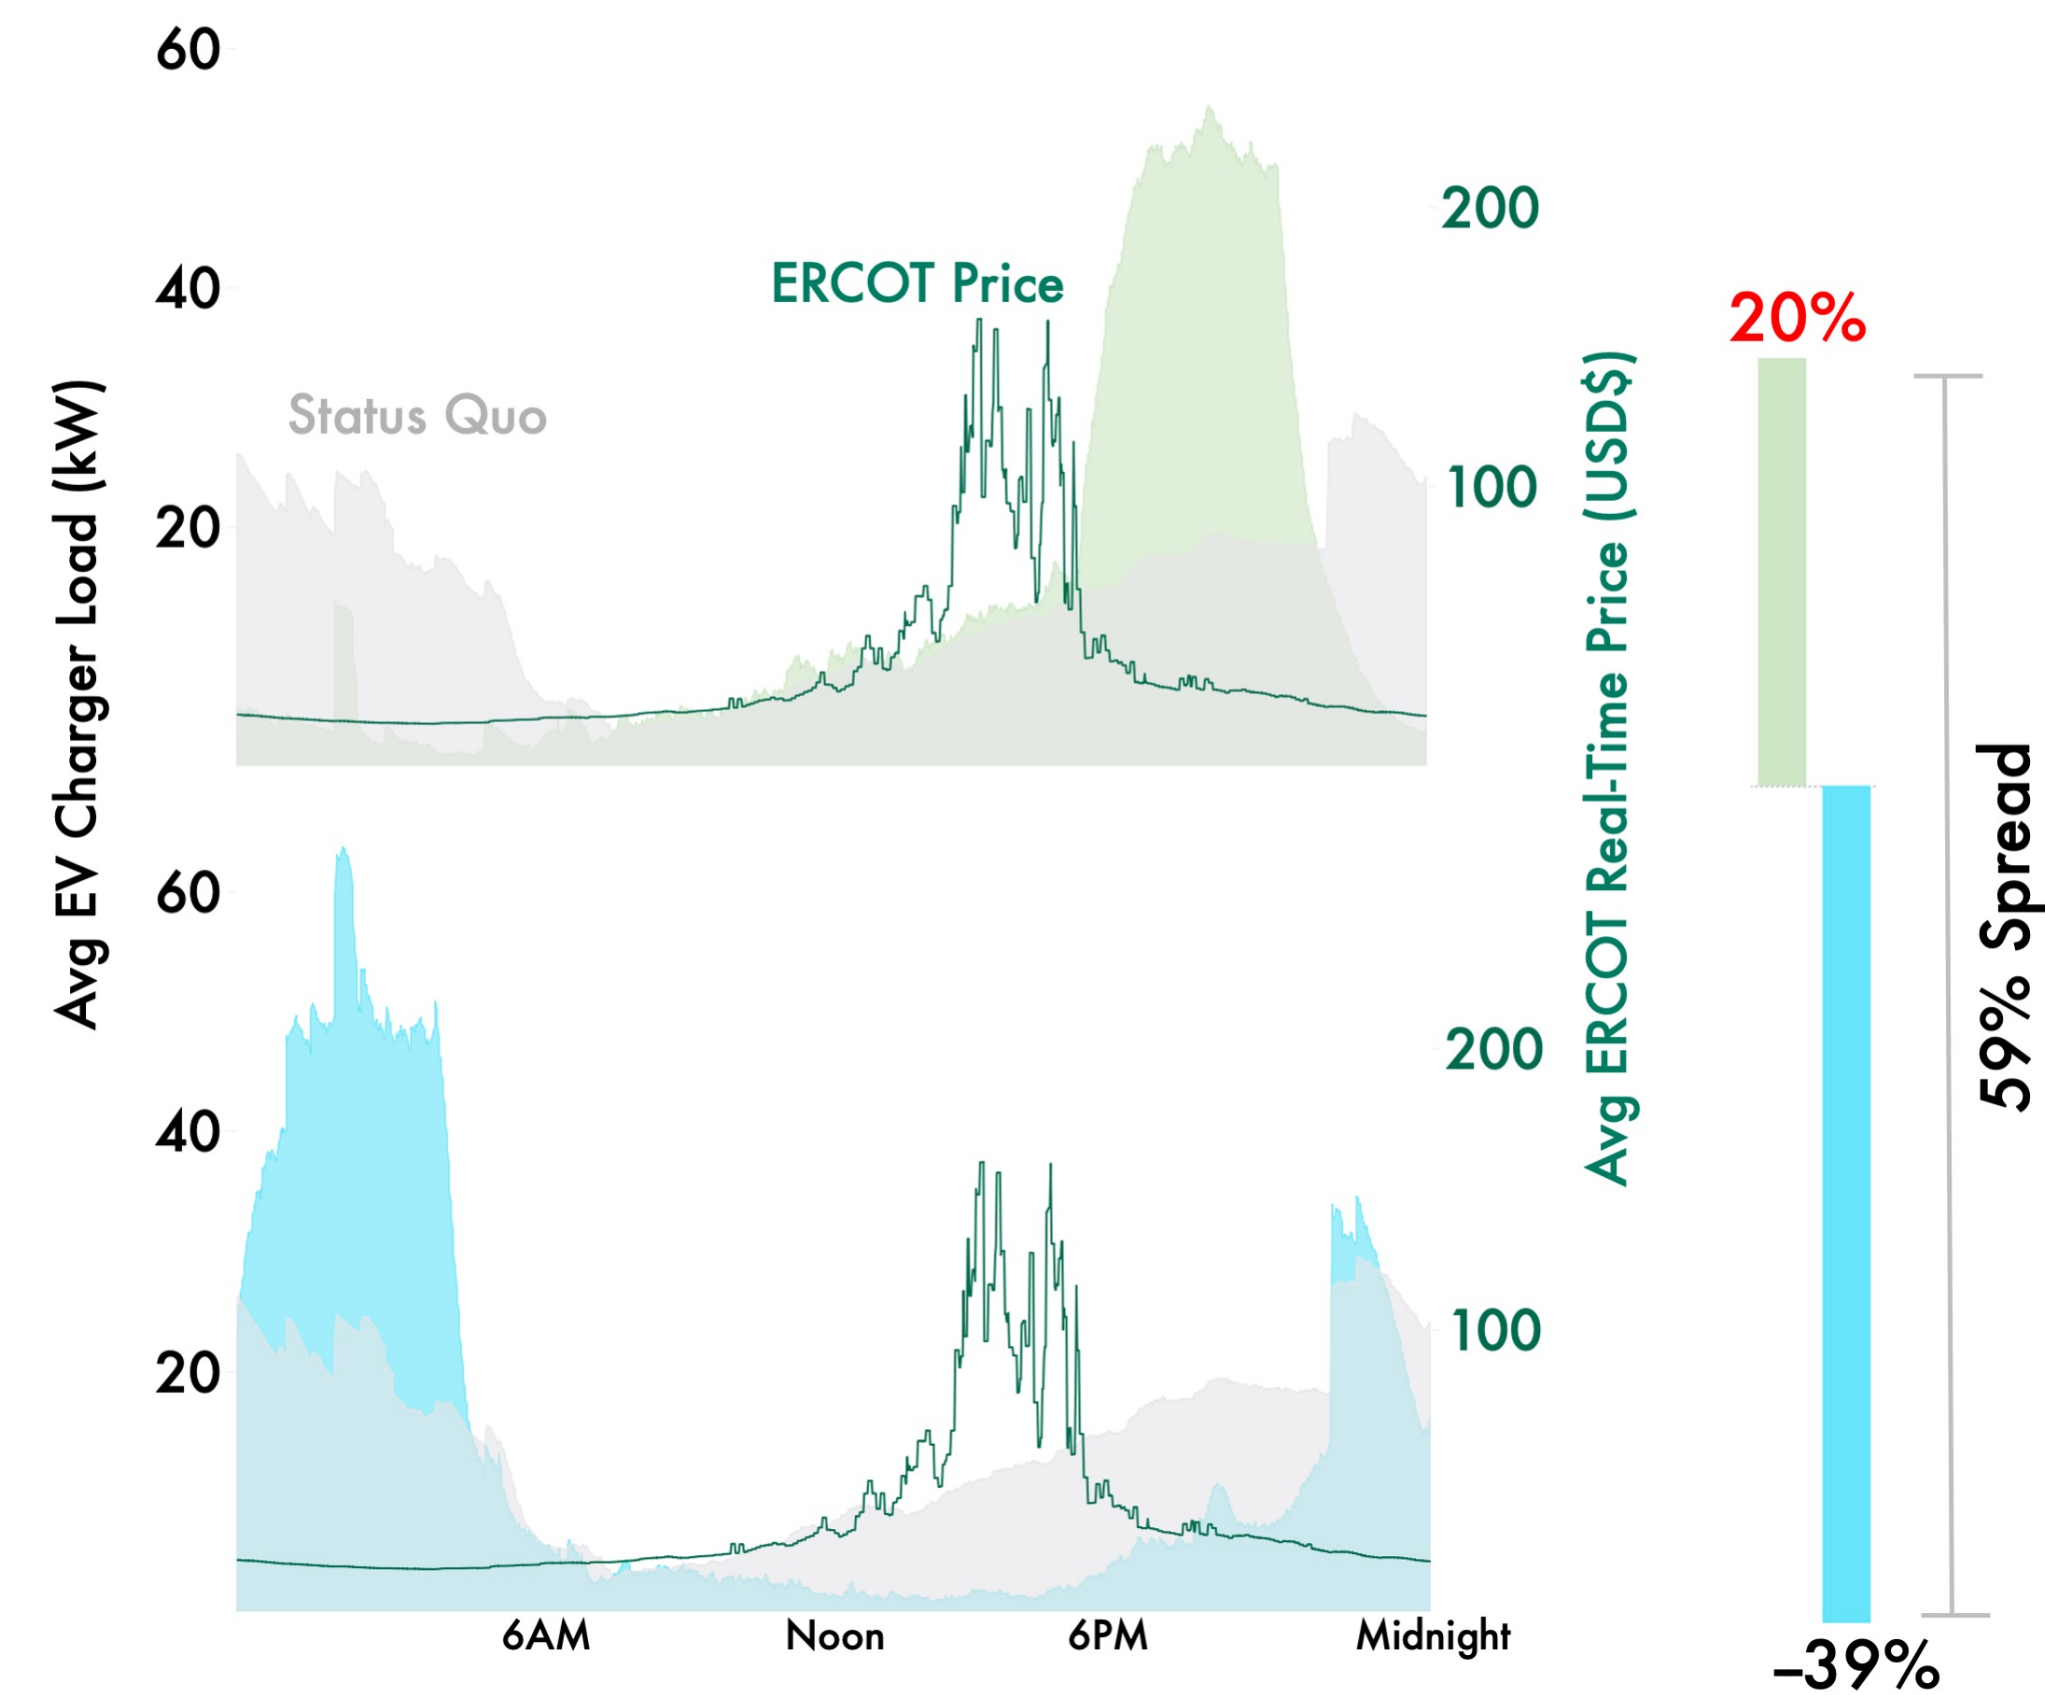 60
40
20
Status Quo
ERCOT Price
200
100
Avg EV Charger Load (kW)
Avg ERCOT Real-Time Price (USD$)
60
40
20
200
100
6AM
Noon
6PM
Midnight
20%
59% Spread
–39%